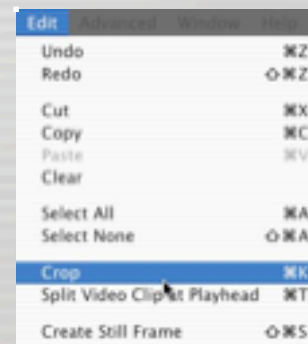 Edit Advanced Window Help
Undo ⌘Z
Redo ⇧⌘Z
Cut ⌘X
Copy ⌘C
Paste ⌘V
Clear
Select All ⌘A
Select None ⇧⌘A
Crop ⌘K
Split Video Clip at Playhead ⌘T
Create Still Frame ⇧⌘S